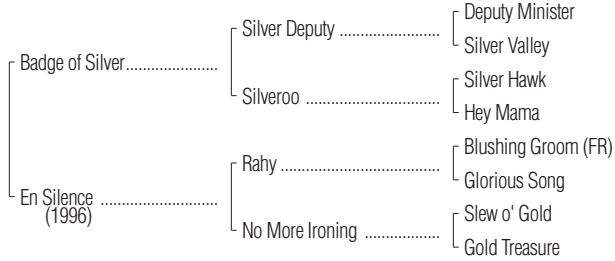 Deputy Minister
Silver Deputy ......................
Silver Valley
Badge of Silver......................
Silver Hawk
Silveroo ..............................
Hey Mama
Blushing Groom (FR)
Rahy ....................................
Glorious Song
En Silence ..........................
(1996)
Slew o' Gold
No More Ironing ................
Gold Treasure